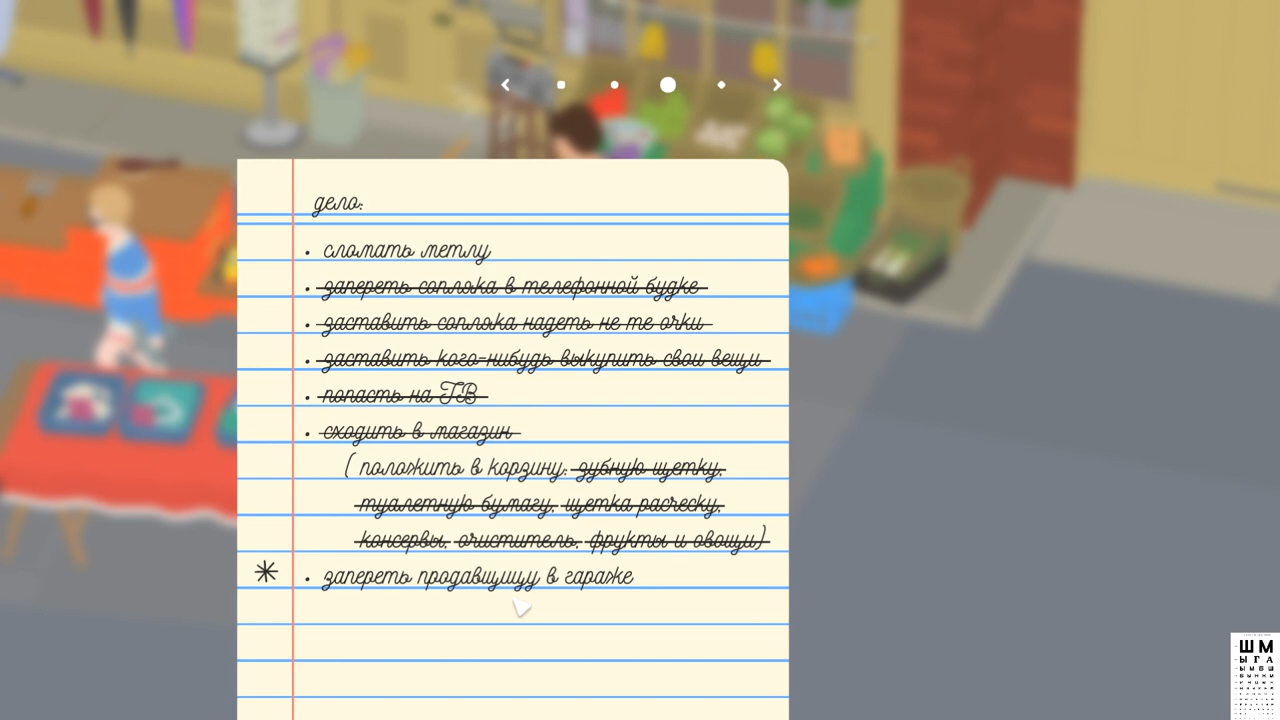 дело:
• сломать метлу
• запереть сопляка в телефонной будке
• заставить сопляка надеть не те очки
• заставить кого-нибудь выкупить свои вещи
• попасть на ТВ
• сходить в магазин
( положить в корзину: зубную щетку,
туалетную бумагу, щетка расческу,
консервы, очиститель, фрукты и овощи)
* • запереть продавщицу в гараже
Ш М
Ы Г А
Ы М Б Ш